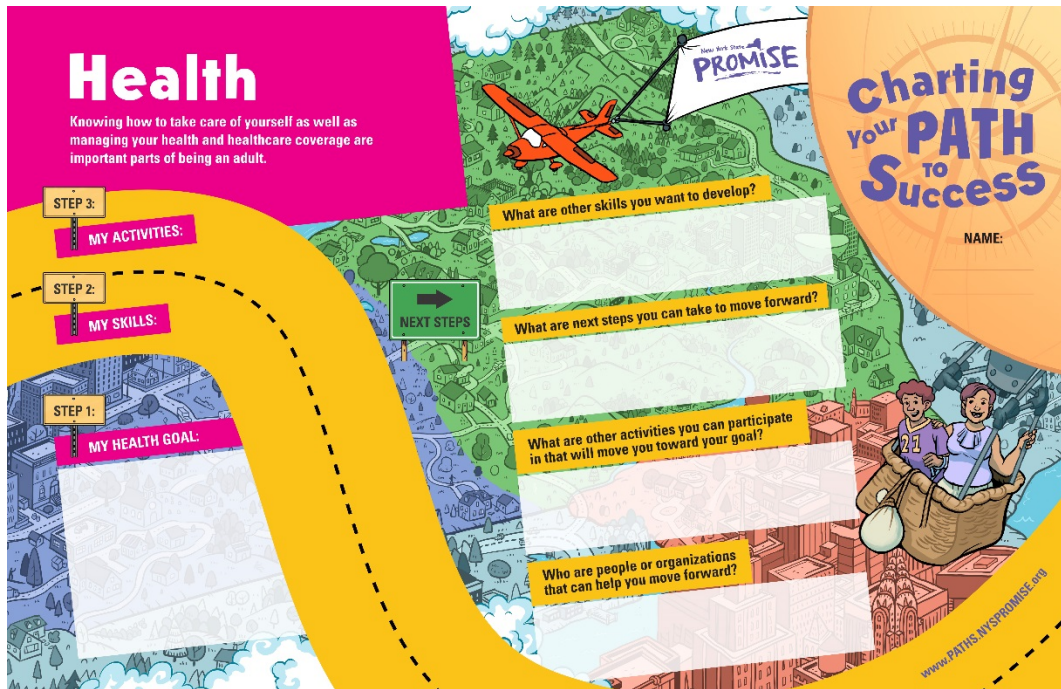 Health
Knowing how to take care of yourself as well as
managing your health and healthcare coverage are
important parts of being an adult.
STEP 3:
MY ACTIVITIES:
STEP 2:
MY SKILLS:
STEP 1:
MY HEALTH GOAL:
NEXT STEPS
What are other skills you want to develop?
What are next steps you can take to move forward?
What are other activities you can participate
in that will move you toward your goal?
Who are people or organizations
that can help you move forward?
New York State
PROMISE
Charting
Your PATH
TO
Success
NAME:
27
www.PATHS.NYSPROMISE.org